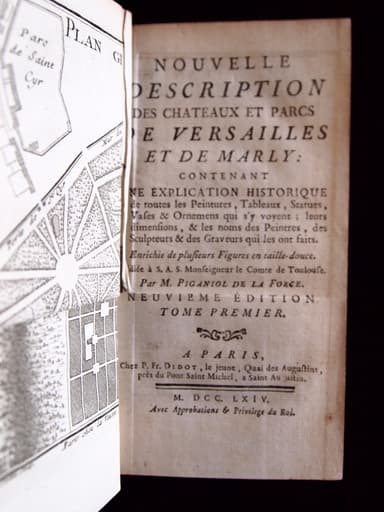 Parc
de Saint
Cyr
PLAN
NOUVELLE
DESCRIPTION
DES CHATEAUX ET PARCS
DE VERSAILLES
ET DE MARLY:
CONTENANT
UNE EXPLICATION HISTORIQUE
de toutes les Peintures, Tableaux, Statues,
Vases & Ornemens qui s'y voyent; leurs
dimensions, & les noms des Peintres, des
Sculpteurs & des Graveurs qui les ont faits.
Enrichie de plusieurs Figures en taille-douce.
à S. A. S. Monseigneur le Comte de Toulouse.
Par M. PIGANIOL DE LA FORCE.
NEUVIEME ÉDITION.
TOME PREMIER.
A PARIS,
Chez P. Fr. DIDOT, le jeune, Quai des Augustins,
près du Pont Saint Michel, à Saint Augustin.
M. DCC. LXIV.
Avec Approbations & Privilege du Roi.